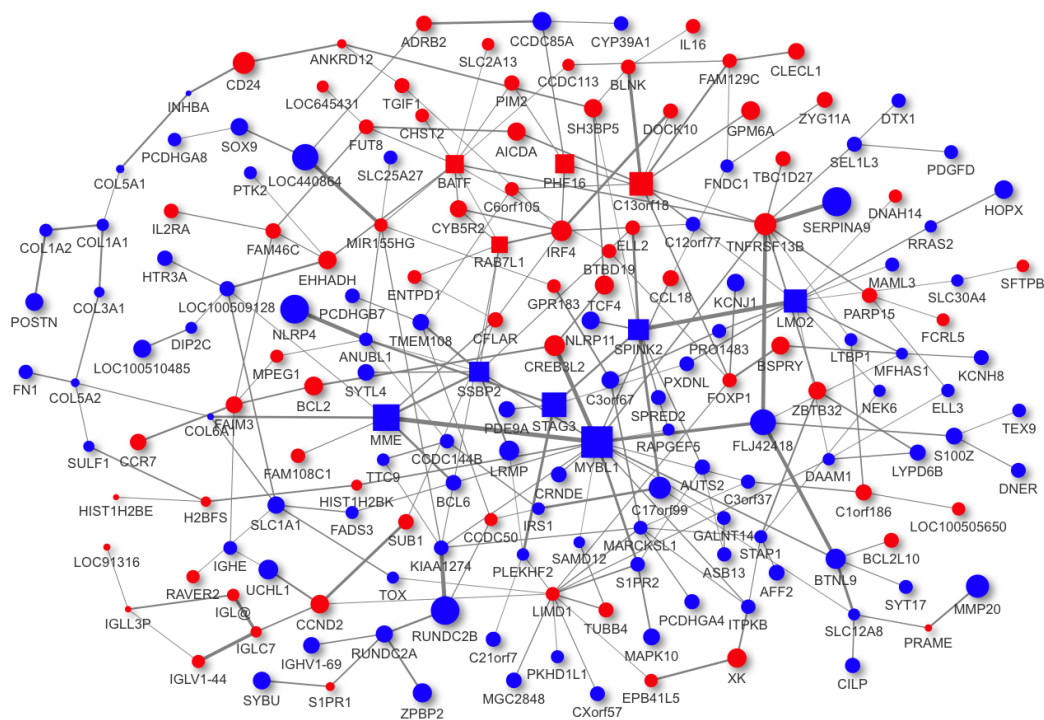 ADRB2
CCDC85A
CYP39A1
IL16
ANKRD12
SLC2A13
CCDC113
BLNK
FAM129C
CLECL1
CD24
INHBA
LOC645431
TGIF1
PIM2
SH3BP5
DOCK10
GPM6A
ZYG11A
DTX1
PCDHGA8
SOX9
FUT8
CHST2
AICDA
SEL1L3
PDGFD
COL5A1
LOC440864
SLC25A27
BATF
PHF16
C13orf18
FNDC1
TBC1D27
PTK2
C6orf105
DNAH14
HOPX
COL1A2
COL1A1
IL2RA
FAM46C
MIR155HG
CYB5R2
IRF4
ELL2
C12orf77
TNFRSF13B
SERPINA9
RRAS2
HTR3A
EHHADH
RAB7L1
BTBD19
POSTN
COL3A1
LOC100509128
ENTPD1
GPR183
TCF4
CCL18
KCNJ1
LMO2
MAML3
SLC30A4
SFTPB
NLRP4
PCDHGB7
PARP15
DIP2C
ANUBL1
TMEM108
CFLAR
NLRP11
SPINK2
PRO1483
LTBP1
FCRL5
LOC100510485
MPEG1
CREB3L2
BSPRY
MFHAS1
KCNH8
FN1
COL5A2
SYTL4
SSBP2
C3orf67
PXDNL
FOXP1
BCL2
ZBTB32
NEK6
ELL3
COL6A1
FAIM3
MME
PDE9A
STAG3
SPRED2
RAPGEF5
FLJ42418
CCR7
SULF1
FAM108C1
CCDC144B
LRMP
MYBL1
LYPD6B
S100Z
TEX9
TTC9
CRNDE
AUTS2
DAAM1
DNER
HIST1H2BE
H2BFS
HIST1H2BK
BCL6
C17orf99
C3orf37
C1orf186
SLC1A1
FADS3
IRS1
GALNT14
LOC100505650
SUB1
CCDC50
MARCKSL1
STAP1
LOC91316
IGHE
KIAA1274
PLEKHF2
SAMD12
S1PR2
ASB13
AFF2
BTNL9
BCL2L10
RAVER2
UCHL1
TOX
SYT17
MMP20
IGLL3P
IGL@
CCND2
RUNDC2B
LIMD1
TUBB4
PCDHGA4
ITPKB
SLC12A8
PRAME
IGLC7
IGHV1-69
RUNDC2A
C21orf7
PKHD1L1
MAPK10
XK
CILP
IGLV1-44
SYBU
S1PR1
ZPBP2
MGC2848
CXorf57
EPB41L5